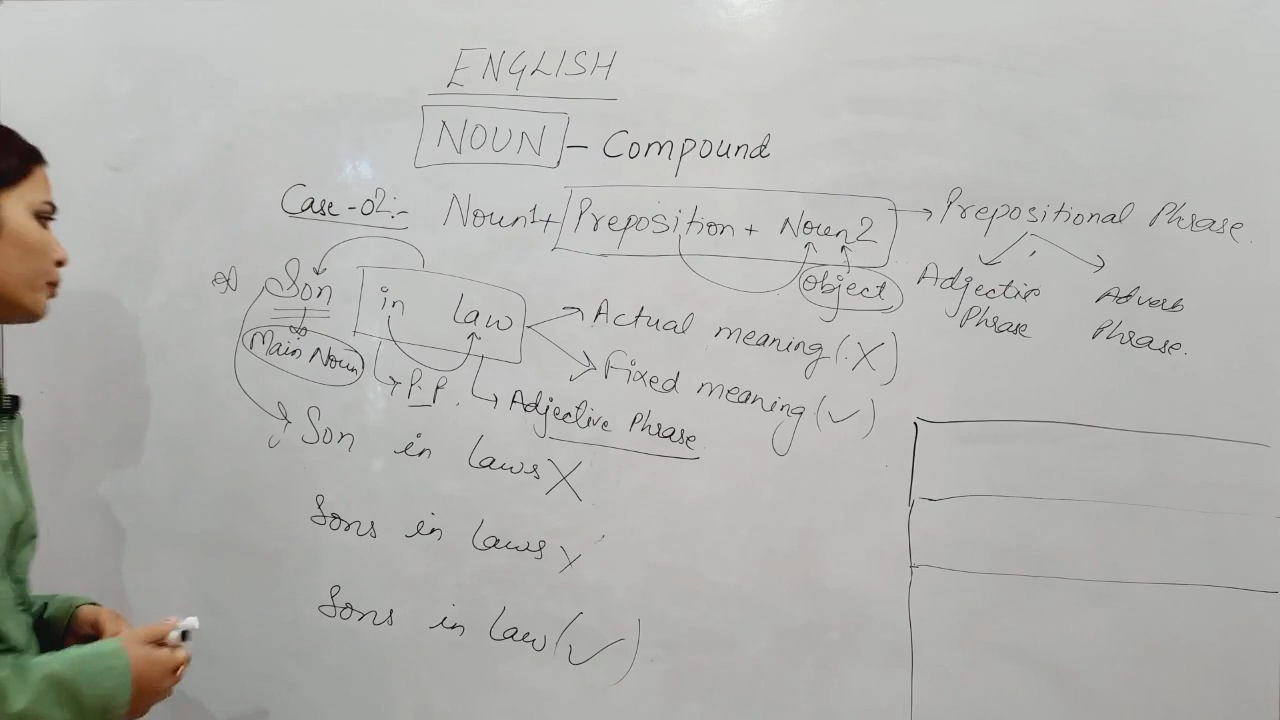 ENGLISH
NOUN - Compound
Case-02:- Noun1 + Preposition + Noun2 → Prepositional Phrase.
object
Adjective Phrase
Adverb Phrase.
Son in law
Main Noun
P.P.
Adjective Phrase
Actual meaning (X)
Fixed meaning (✓)
Son in laws X
Sons in laws X
Sons in law (✓)